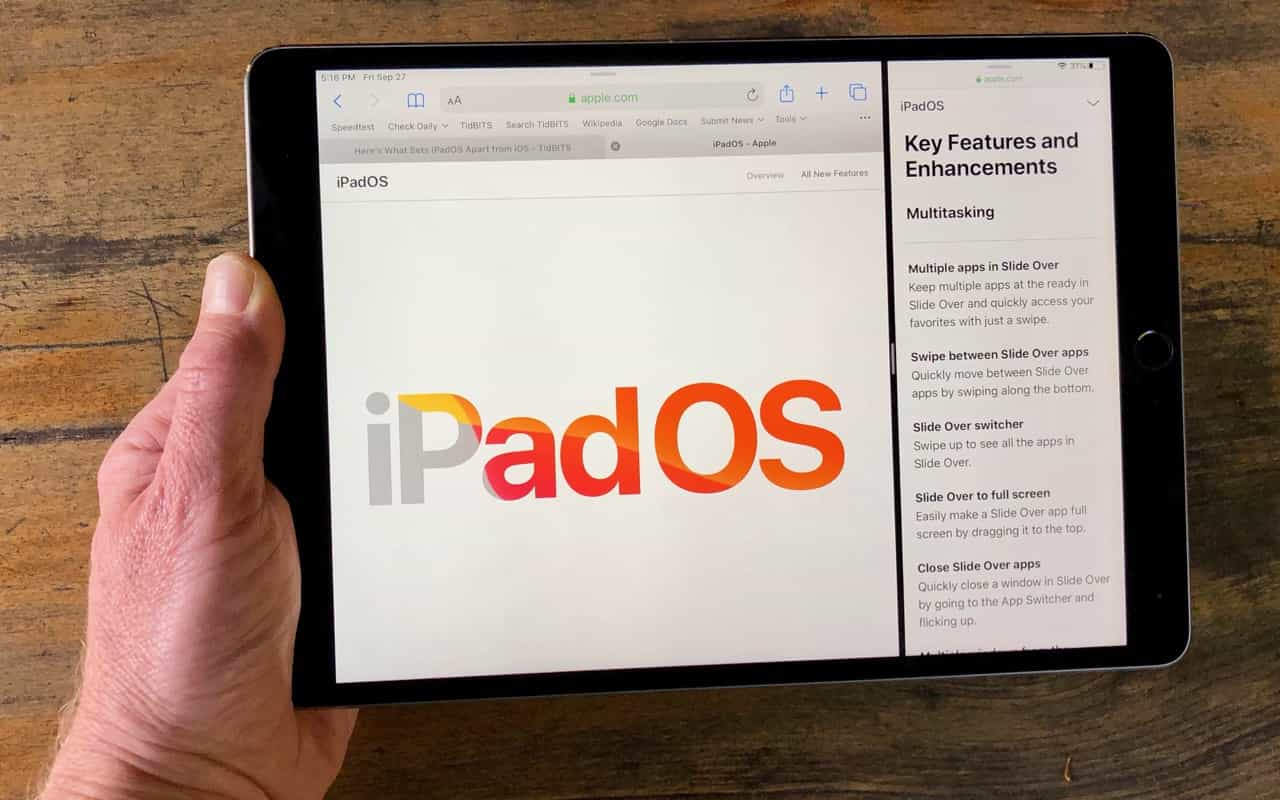 5:16 PM Fri Sep 27
AA apple.com
Speedtest Check Daily TidBITS Search TidBITS Wikipedia Google Docs Submit News Tools
Here's What Sets iPadOS Apart from iOS - TidBITS
iPadOS - Apple
iPadOS
Overview All New Features
iPadOS
37%
apple.com
iPadOS
Key Features and
Enhancements
Multitasking
Multiple apps in Slide Over
Keep multiple apps at the ready in
Slide Over and quickly access your
favorites with just a swipe.
Swipe between Slide Over apps
Quickly move between Slide Over
apps by swiping along the bottom.
Slide Over switcher
Swipe up to see all the apps in
Slide Over.
Slide Over to full screen
Easily make a Slide Over app full
screen by dragging it to the top.
Close Slide Over apps
Quickly close a window in Slide Over
by going to the App Switcher and
flicking up.